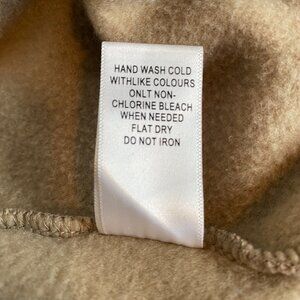 HAND WASH COLD
WITHLIKE COLOURS
ONLT NON-
CHLORINE BLEACH
WHEN NEEDED
FLAT DRY
DO NOT IRON